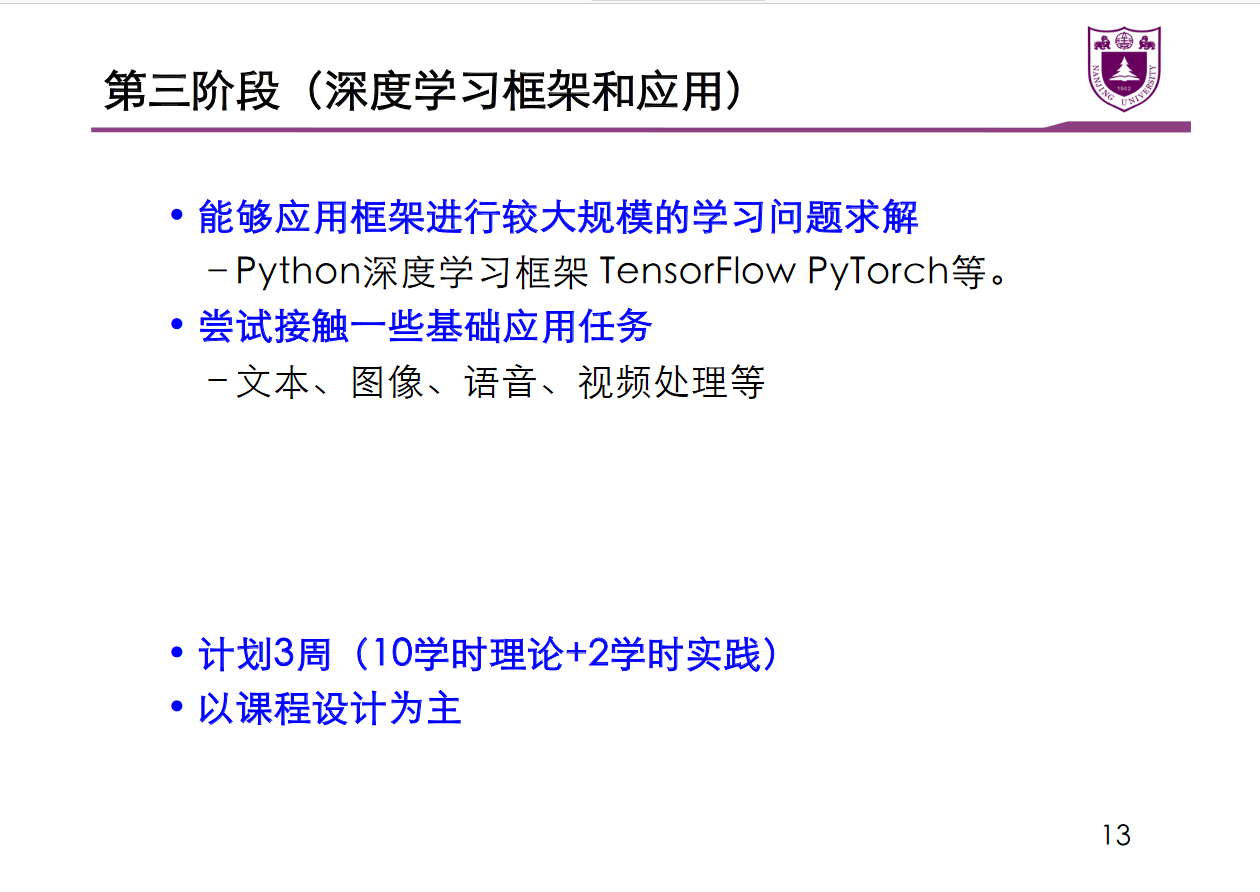 第三阶段（深度学习框架和应用）
NANJING UNIVERSITY
1902
• 能够应用框架进行较大规模的学习问题求解
–Python深度学习框架 TensorFlow PyTorch等。
• 尝试接触一些基础应用任务
–文本、图像、语音、视频处理等
• 计划3周（10学时理论+2学时实践）
• 以课程设计为主
13